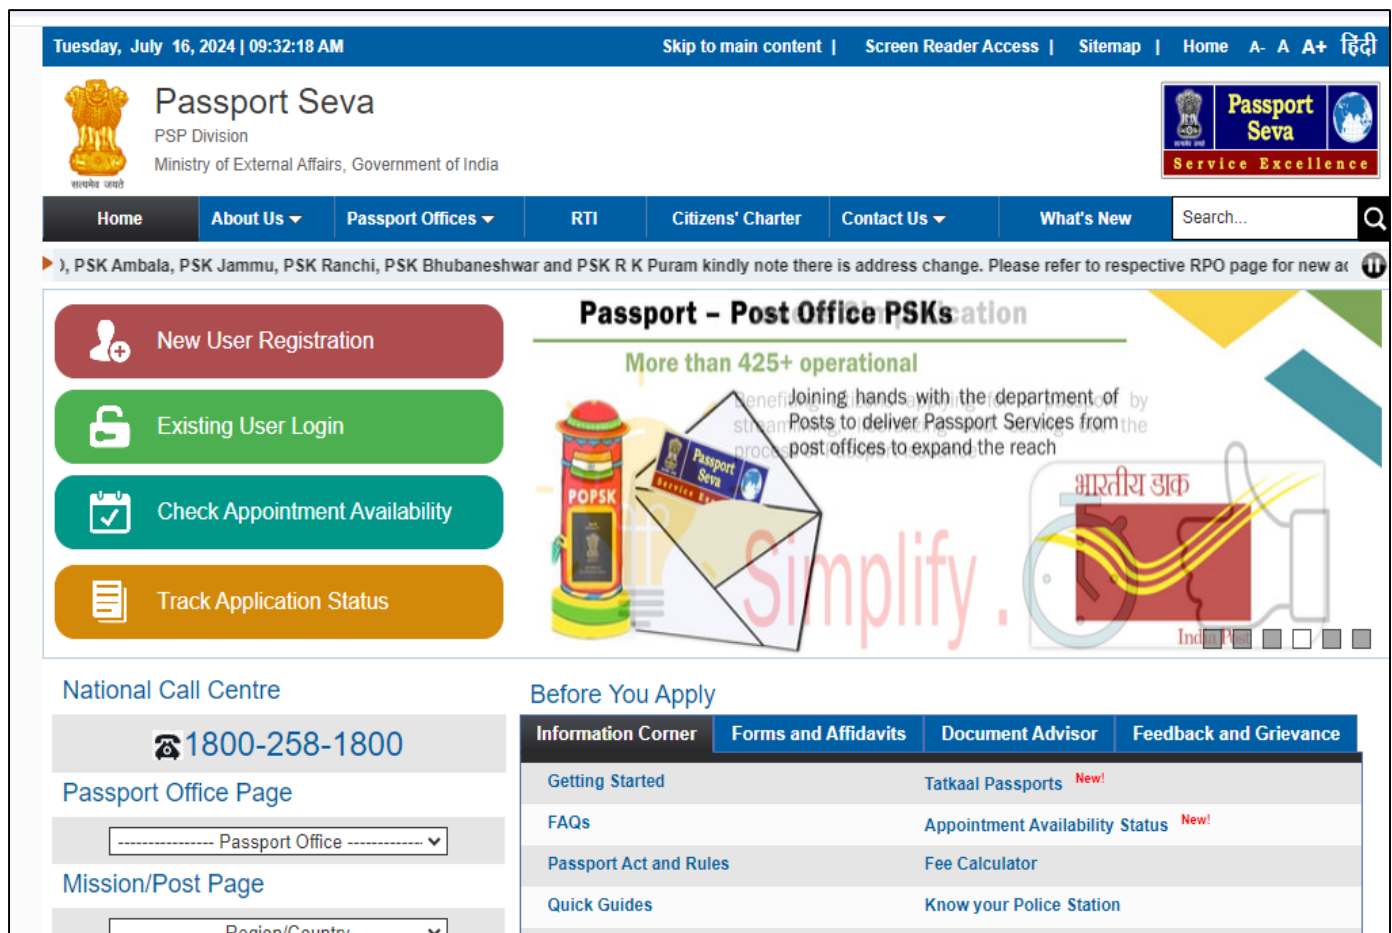 Tuesday, July 16, 2024 | 09:32:18 AM
Skip to main content | Screen Reader Access | Sitemap | Home A- A A+ हिंदी
Passport Seva
PSP Division
Ministry of External Affairs, Government of India
सत्यमेव जयते
Passport
Seva
Service Excellence
Home About Us Passport Offices RTI Citizens' Charter Contact Us What's New Search...
), PSK Ambala, PSK Jammu, PSK Ranchi, PSK Bhubaneshwar and PSK R K Puram kindly note there is address change. Please refer to respective RPO page for new
New User Registration
Existing User Login
Check Appointment Availability
Track Application Status
Passport – Post Office PSKs
More than 425+ operational
Joining hands with the department of
Posts to deliver Passport Services from
post offices to expand the reach
POPSK
Passport
Seva
Service
भारतीय डाक
Simplify.
India Post
National Call Centre
1800-258-1800
Passport Office Page
---------------- Passport Office -------------
Mission/Post Page
Region/Country
Before You Apply
Information Corner Forms and Affidavits Document Advisor Feedback and Grievance
Getting Started Tatkaal Passports New!
FAQs Appointment Availability Status New!
Passport Act and Rules Fee Calculator
Quick Guides Know your Police Station